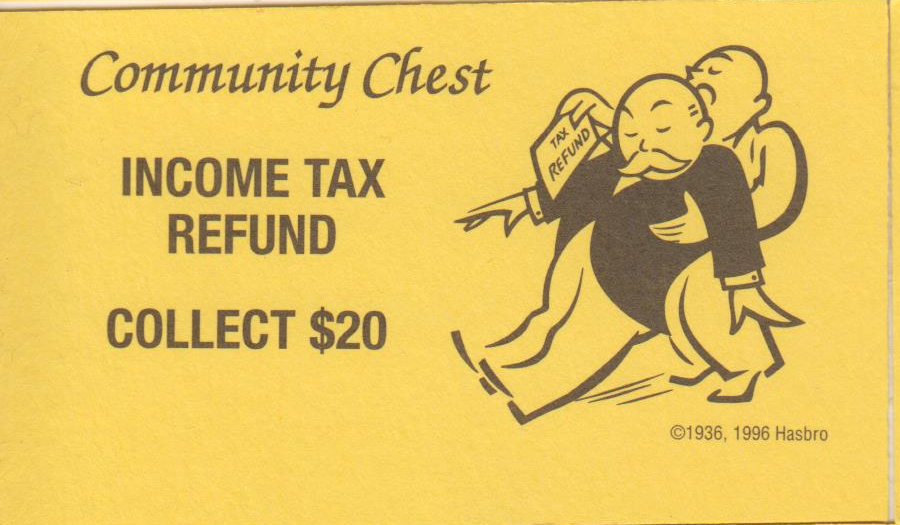 Community Chest
INCOME TAX
REFUND
COLLECT $20
TAX
REFUND
©1936, 1996 Hasbro